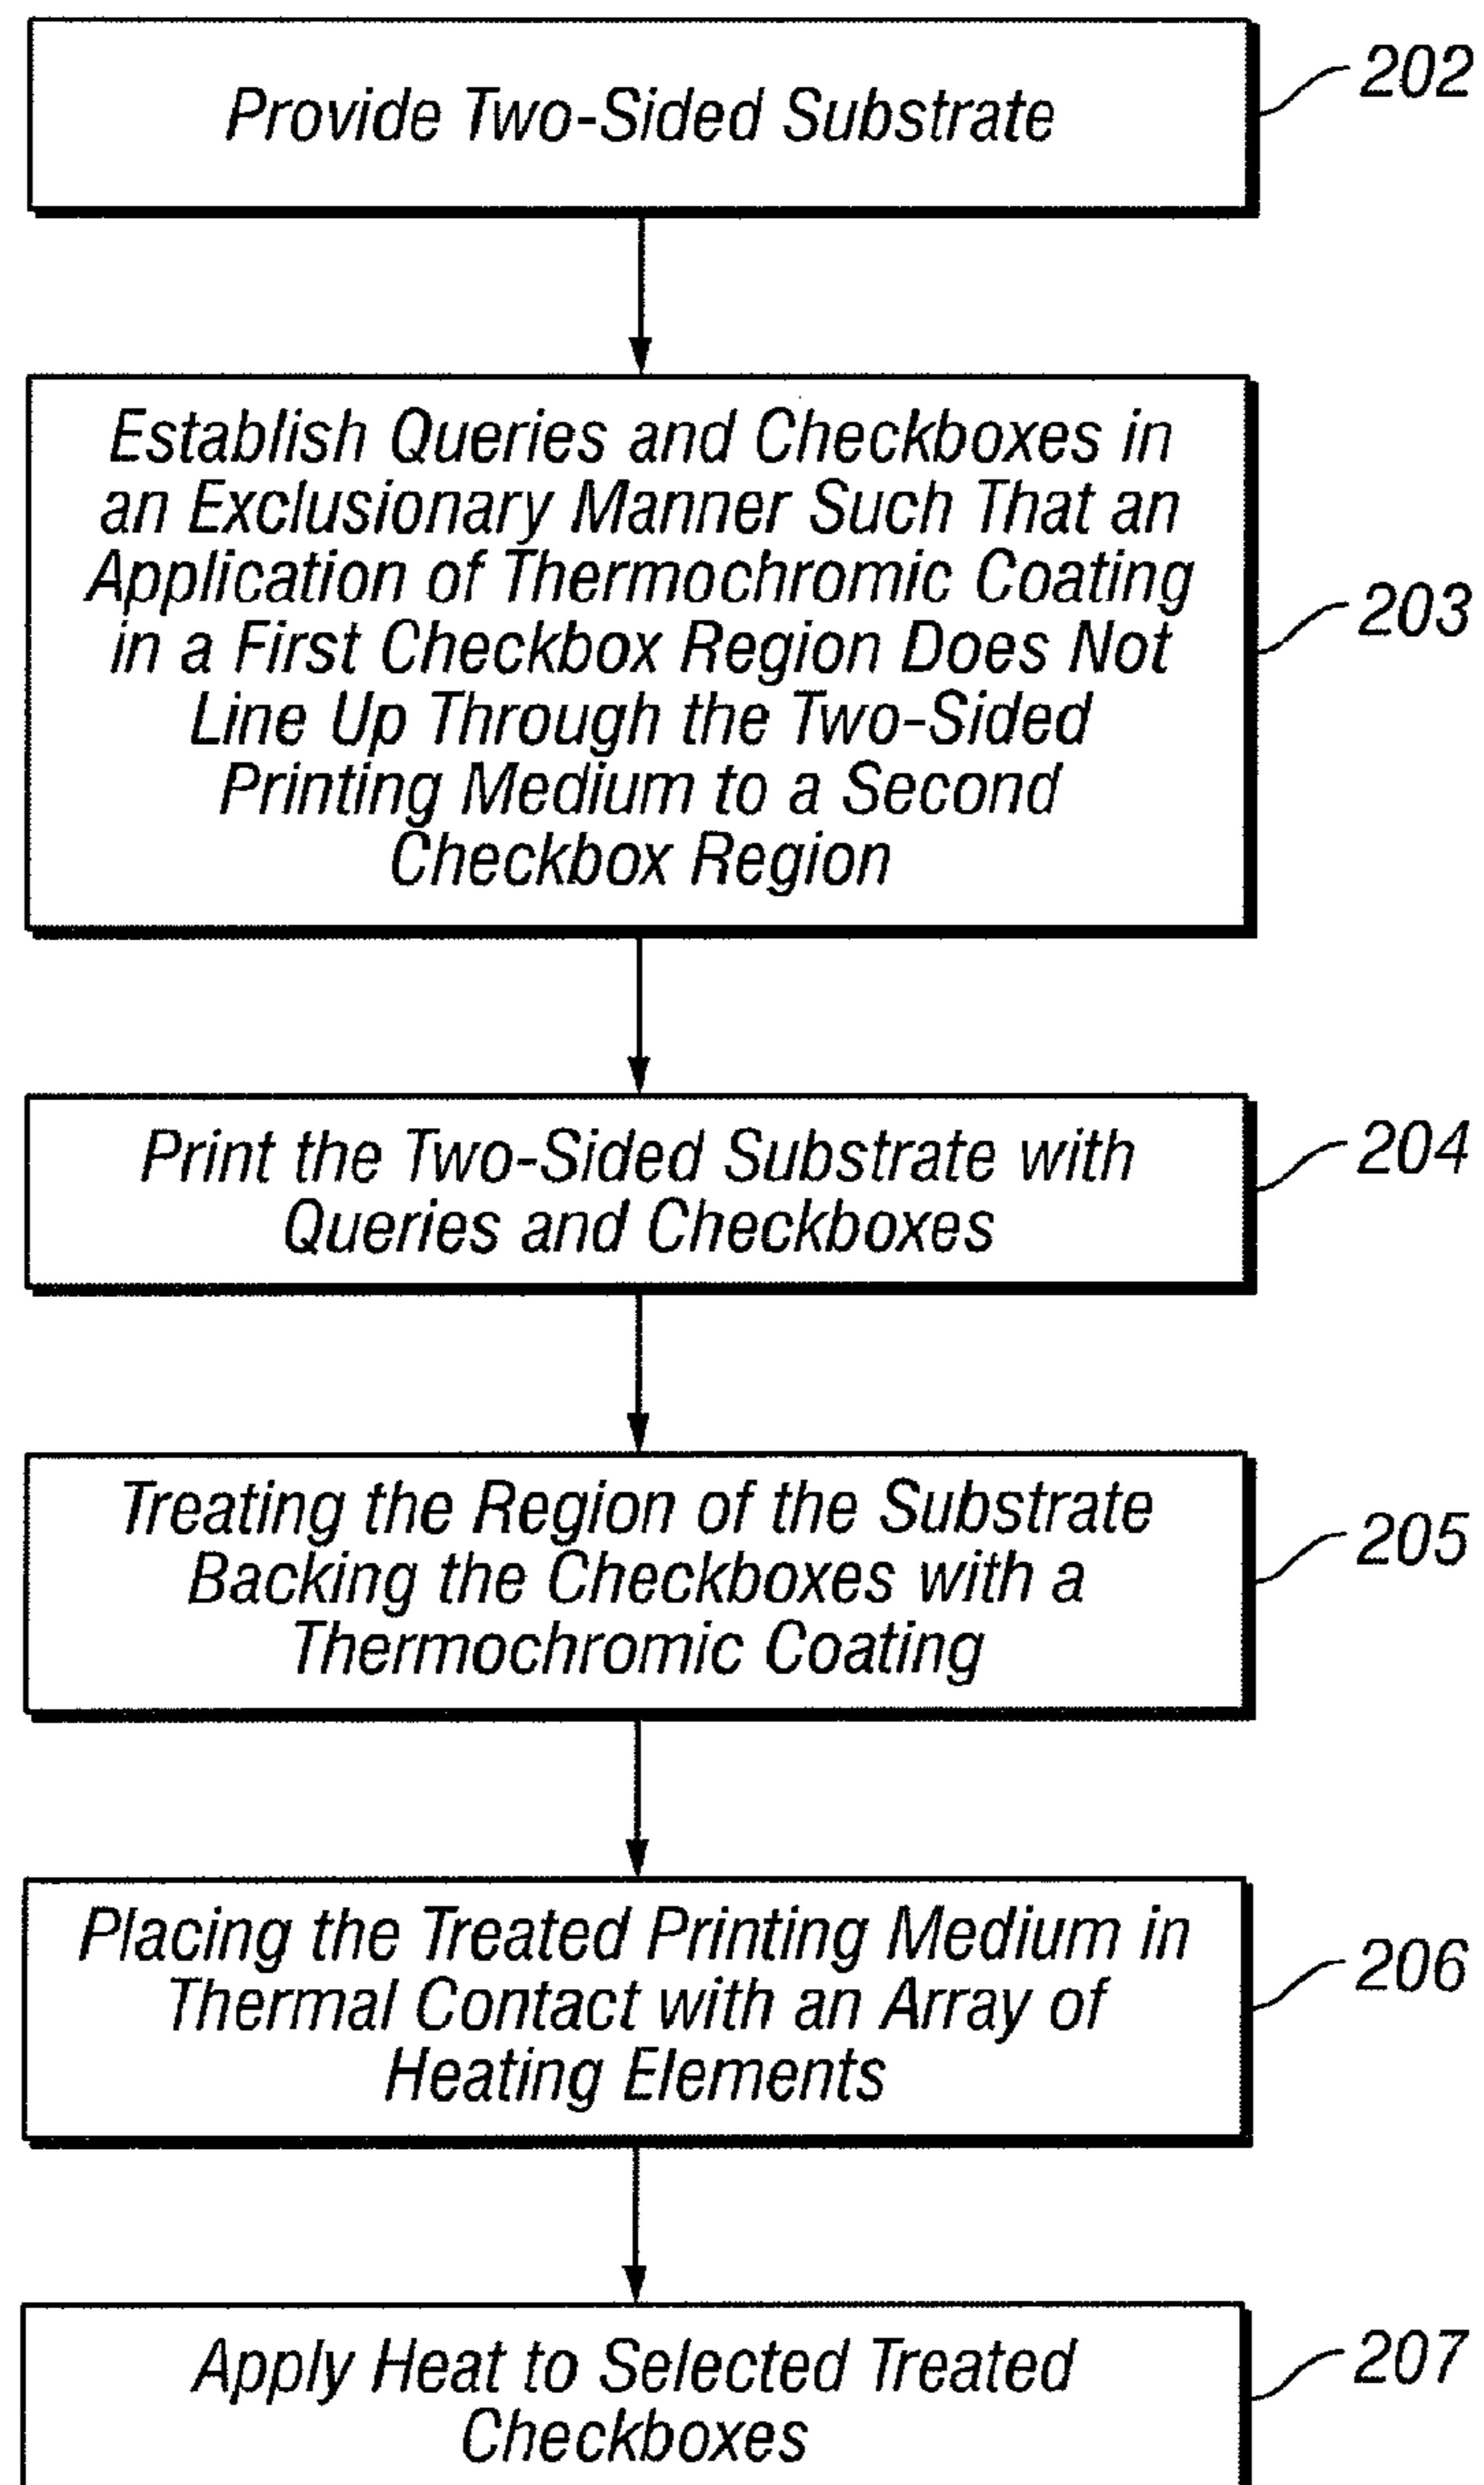 Provide Two-Sided Substrate
202
Establish Queries and Checkboxes in
an Exclusionary Manner Such That an
Application of Thermochromic Coating
in a First Checkbox Region Does Not
Line Up Through the Two-Sided
Printing Medium to a Second
Checkbox Region
203
Print the Two-Sided Substrate with
Queries and Checkboxes
204
Treating the Region of the Substrate
Backing the Checkboxes with a
Thermochromic Coating
205
Placing the Treated Printing Medium in
Thermal Contact with an Array of
Heating Elements
206
Apply Heat to Selected Treated
Checkboxes
207